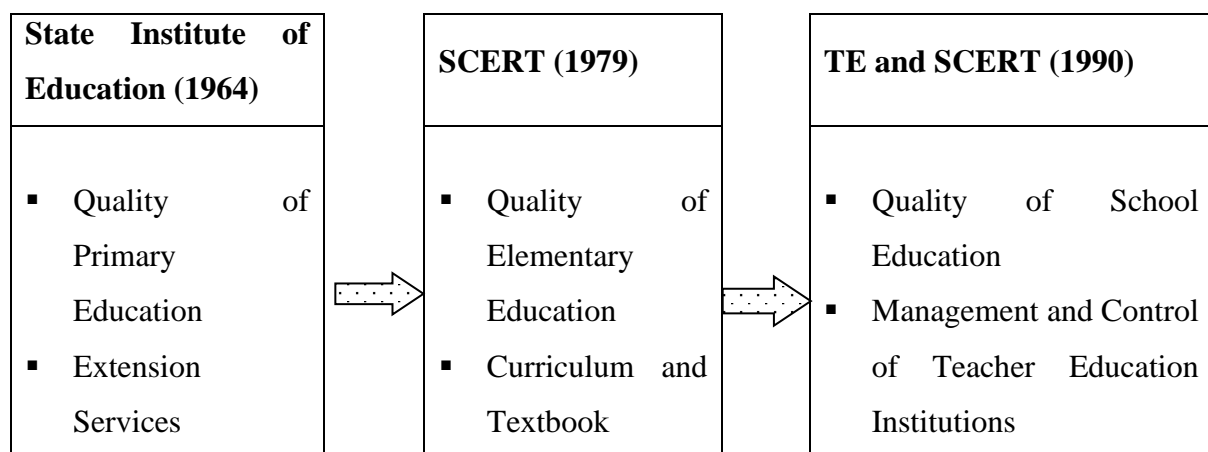 State Institute of
Education (1964)
▪ Quality of
Primary
Education
▪ Extension
Services
SCERT (1979)
▪ Quality of
Elementary
Education
▪ Curriculum and
Textbook
TE and SCERT (1990)
▪ Quality of School
Education
▪ Management and Control
of Teacher Education
Institutions